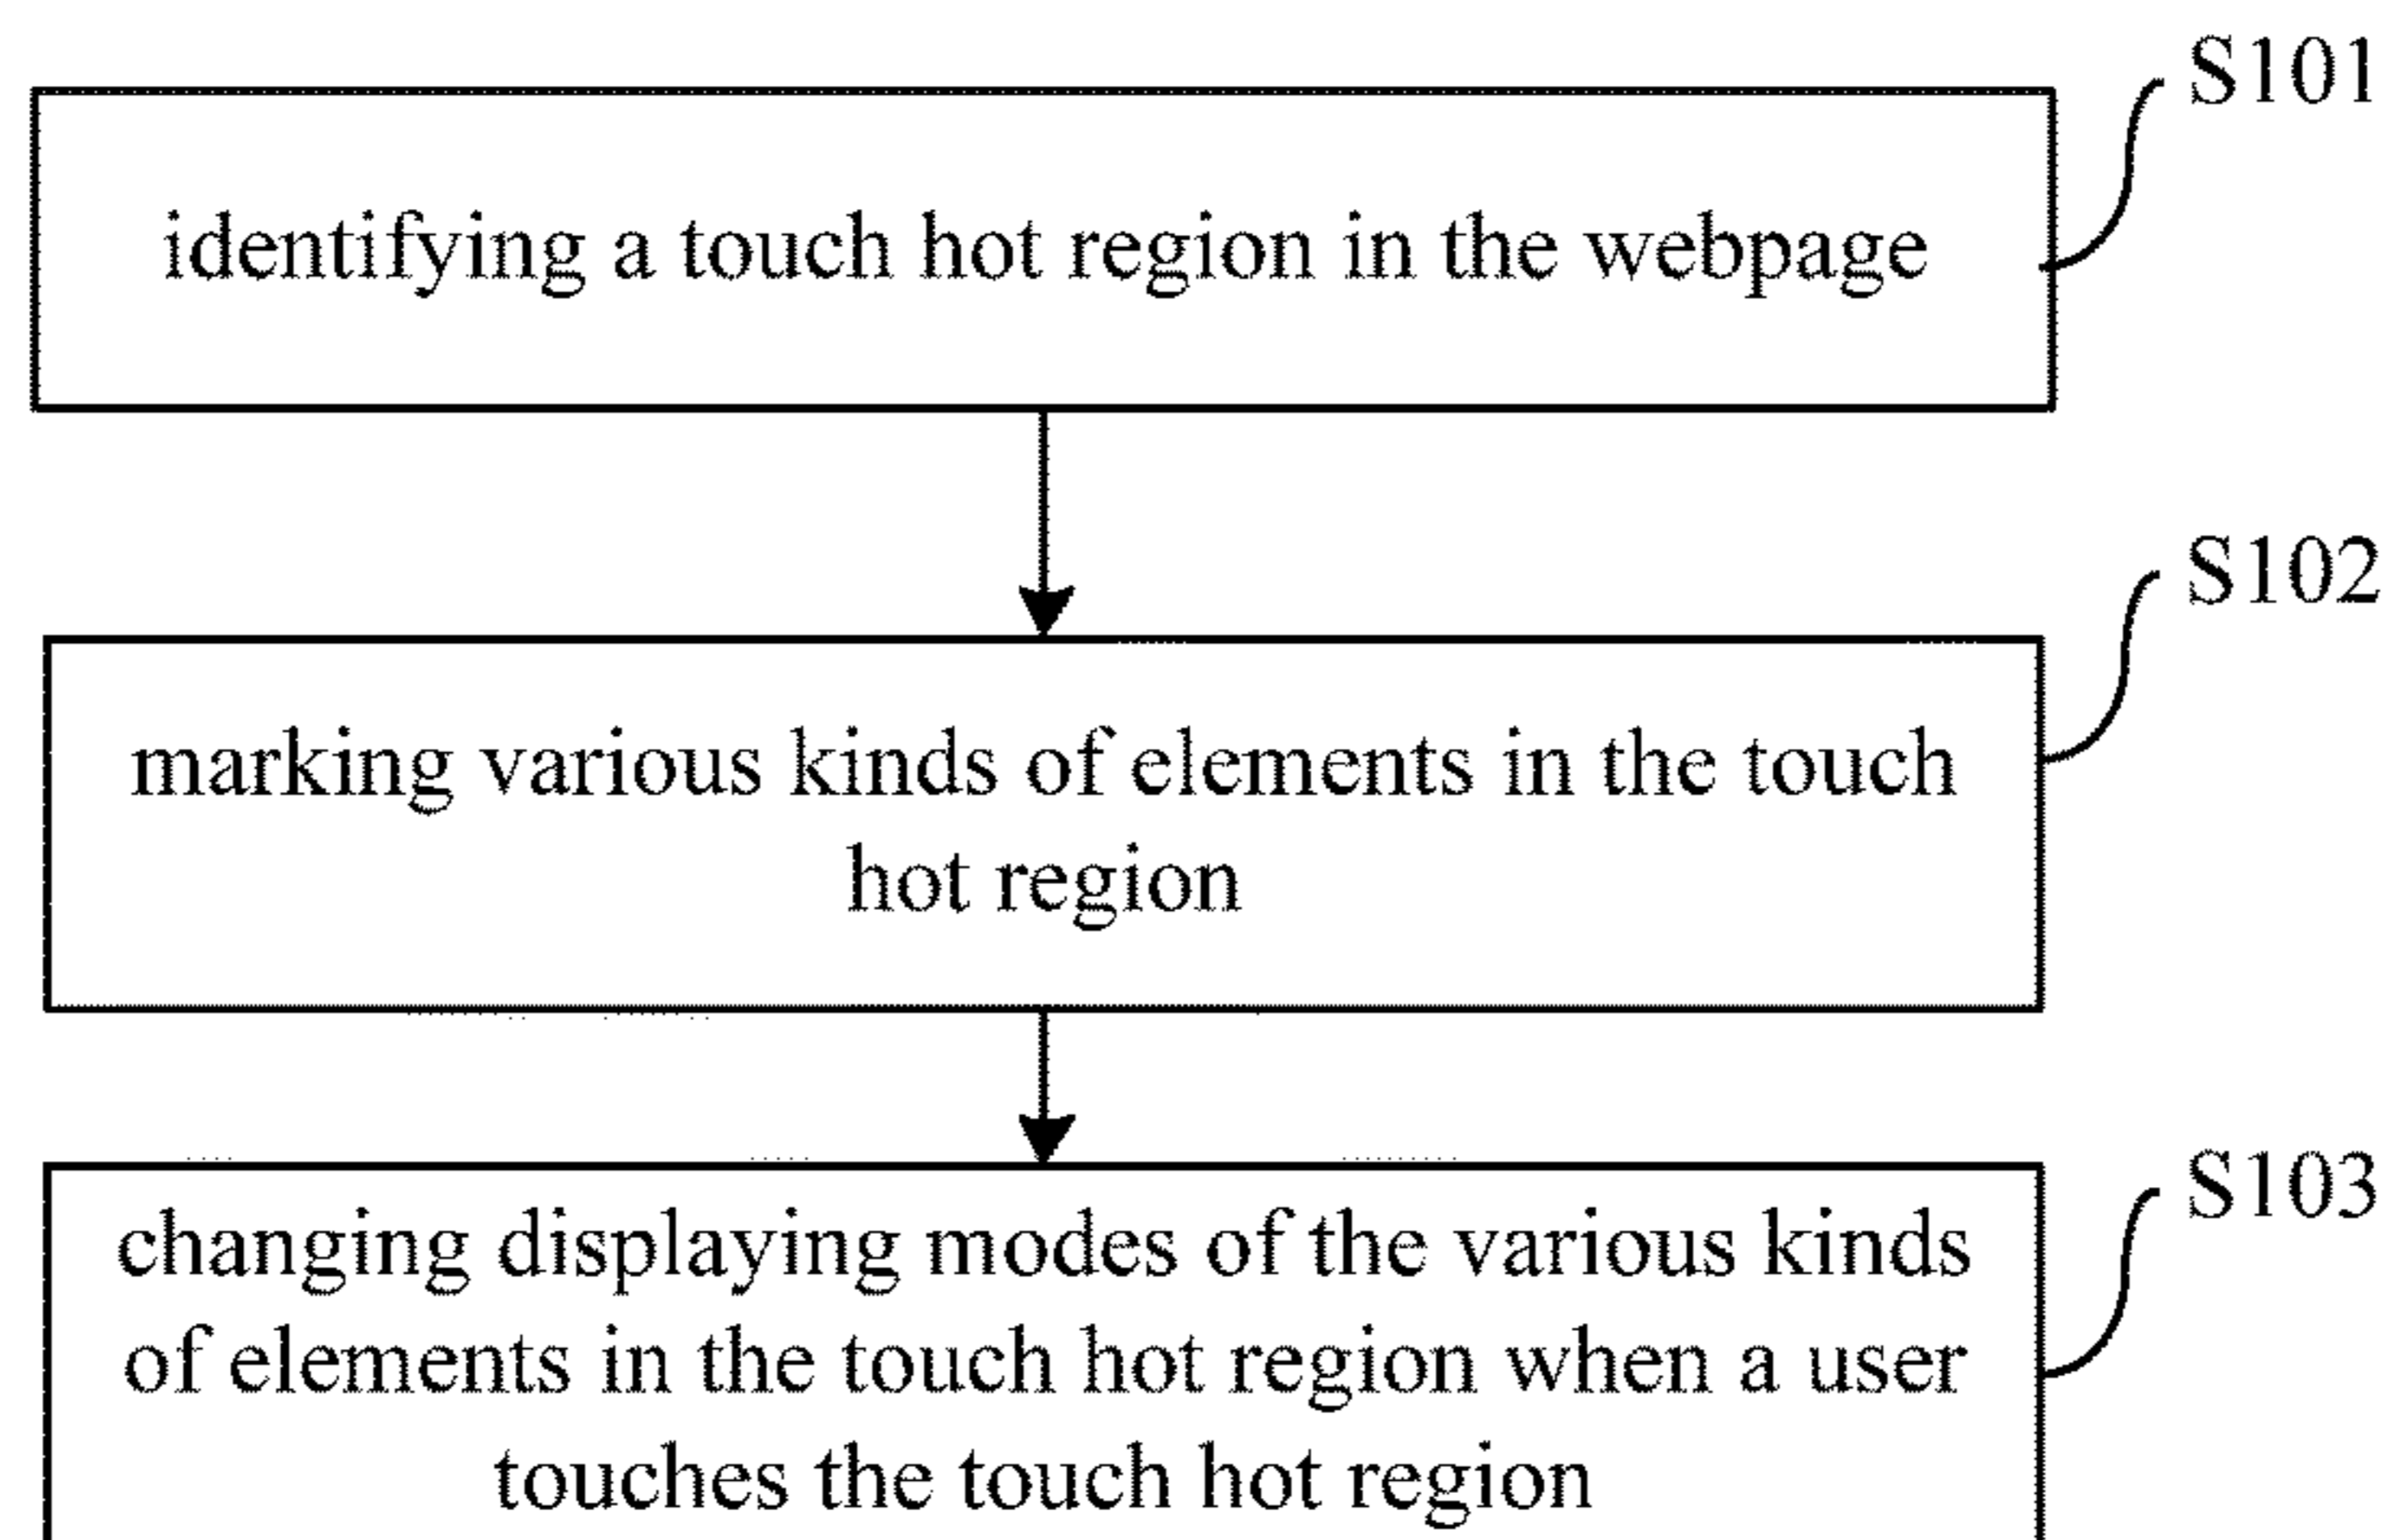 S101
identifying a touch hot region in the webpage
S102
marking various kinds of elements in the touch
hot region
S103
changing displaying modes of the various kinds
of elements in the touch hot region when a user
touches the touch hot region